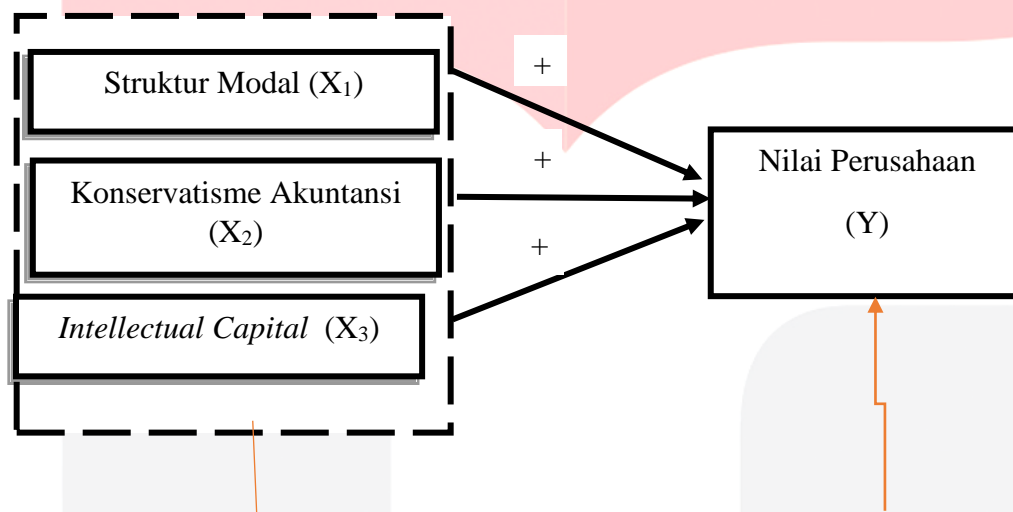 Struktur Modal (X₁)
+
Konservatisme Akuntansi
(X₂)
+
Intellectual Capital (X₃)
+
Nilai Perusahaan
(Y)